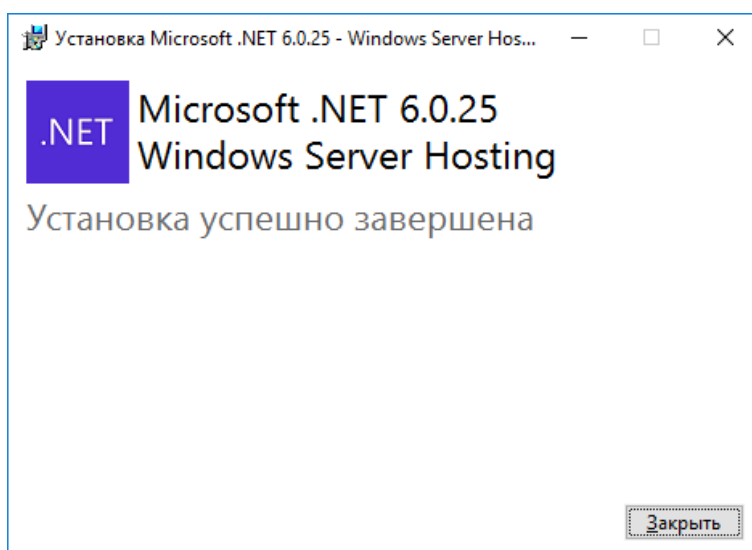 Установка Microsoft .NET 6.0.25 - Windows Server Hos...
.NET
Microsoft .NET 6.0.25
Windows Server Hosting
Установка успешно завершена
Закрыть